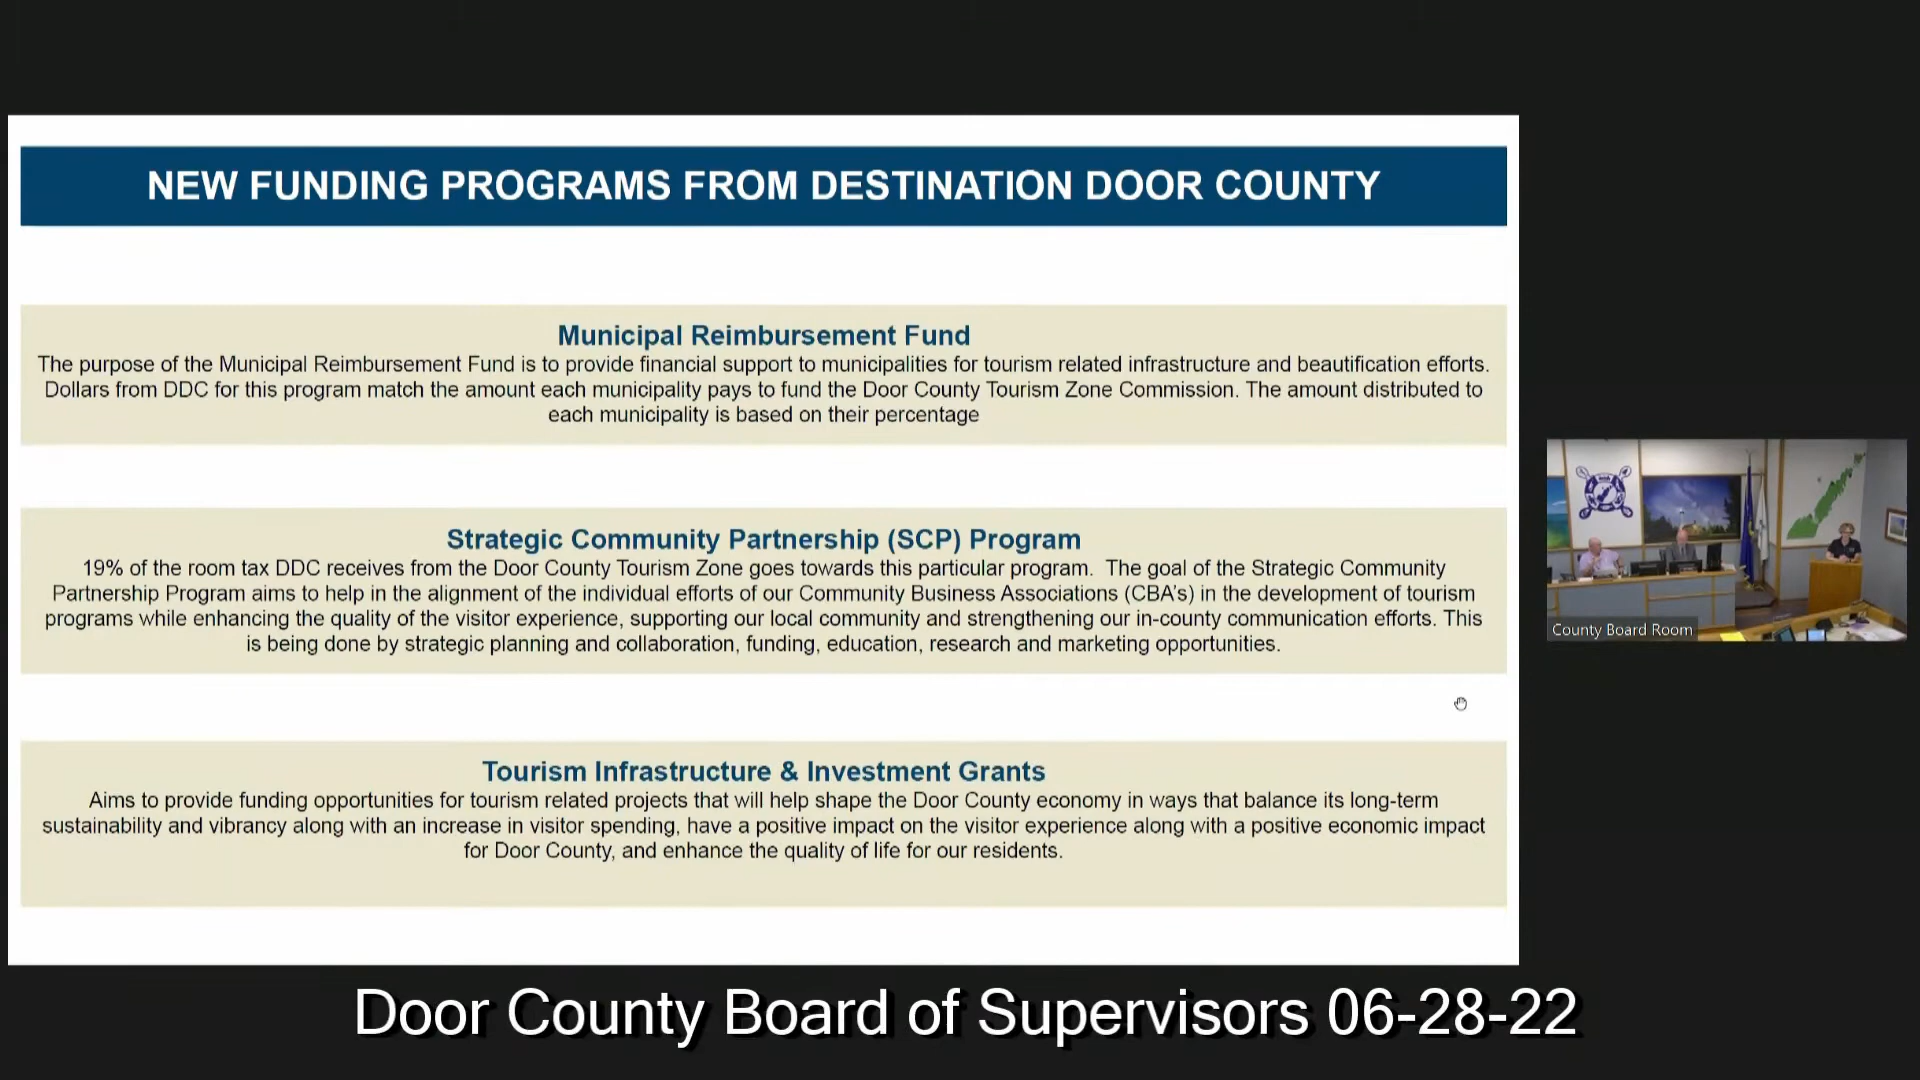 NEW FUNDING PROGRAMS FROM DESTINATION DOOR COUNTY
Municipal Reimbursement Fund
The purpose of the Municipal Reimbursement Fund is to provide financial support to municipalities for tourism related infrastructure and beautification efforts.
Dollars from DDC for this program match the amount each municipality pays to fund the Door County Tourism Zone Commission. The amount distributed to
each municipality is based on their percentage
Strategic Community Partnership (SCP) Program
19% of the room tax DDC receives from the Door County Tourism Zone goes towards this particular program. The goal of the Strategic Community
Partnership Program aims to help in the alignment of the individual efforts of our Community Business Associations (CBA's) in the development of tourism
programs while enhancing the quality of the visitor experience, supporting our local community and strengthening our in-county communication efforts. This
is being done by strategic planning and collaboration, funding, education, research and marketing opportunities.
Tourism Infrastructure & Investment Grants
Aims to provide funding opportunities for tourism related projects that will help shape the Door County economy in ways that balance its long-term
sustainability and vibrancy along with an increase in visitor spending, have a positive impact on the visitor experience along with a positive economic impact
for Door County, and enhance the quality of life for our residents.
County Board Room
Door County Board of Supervisors 06-28-22